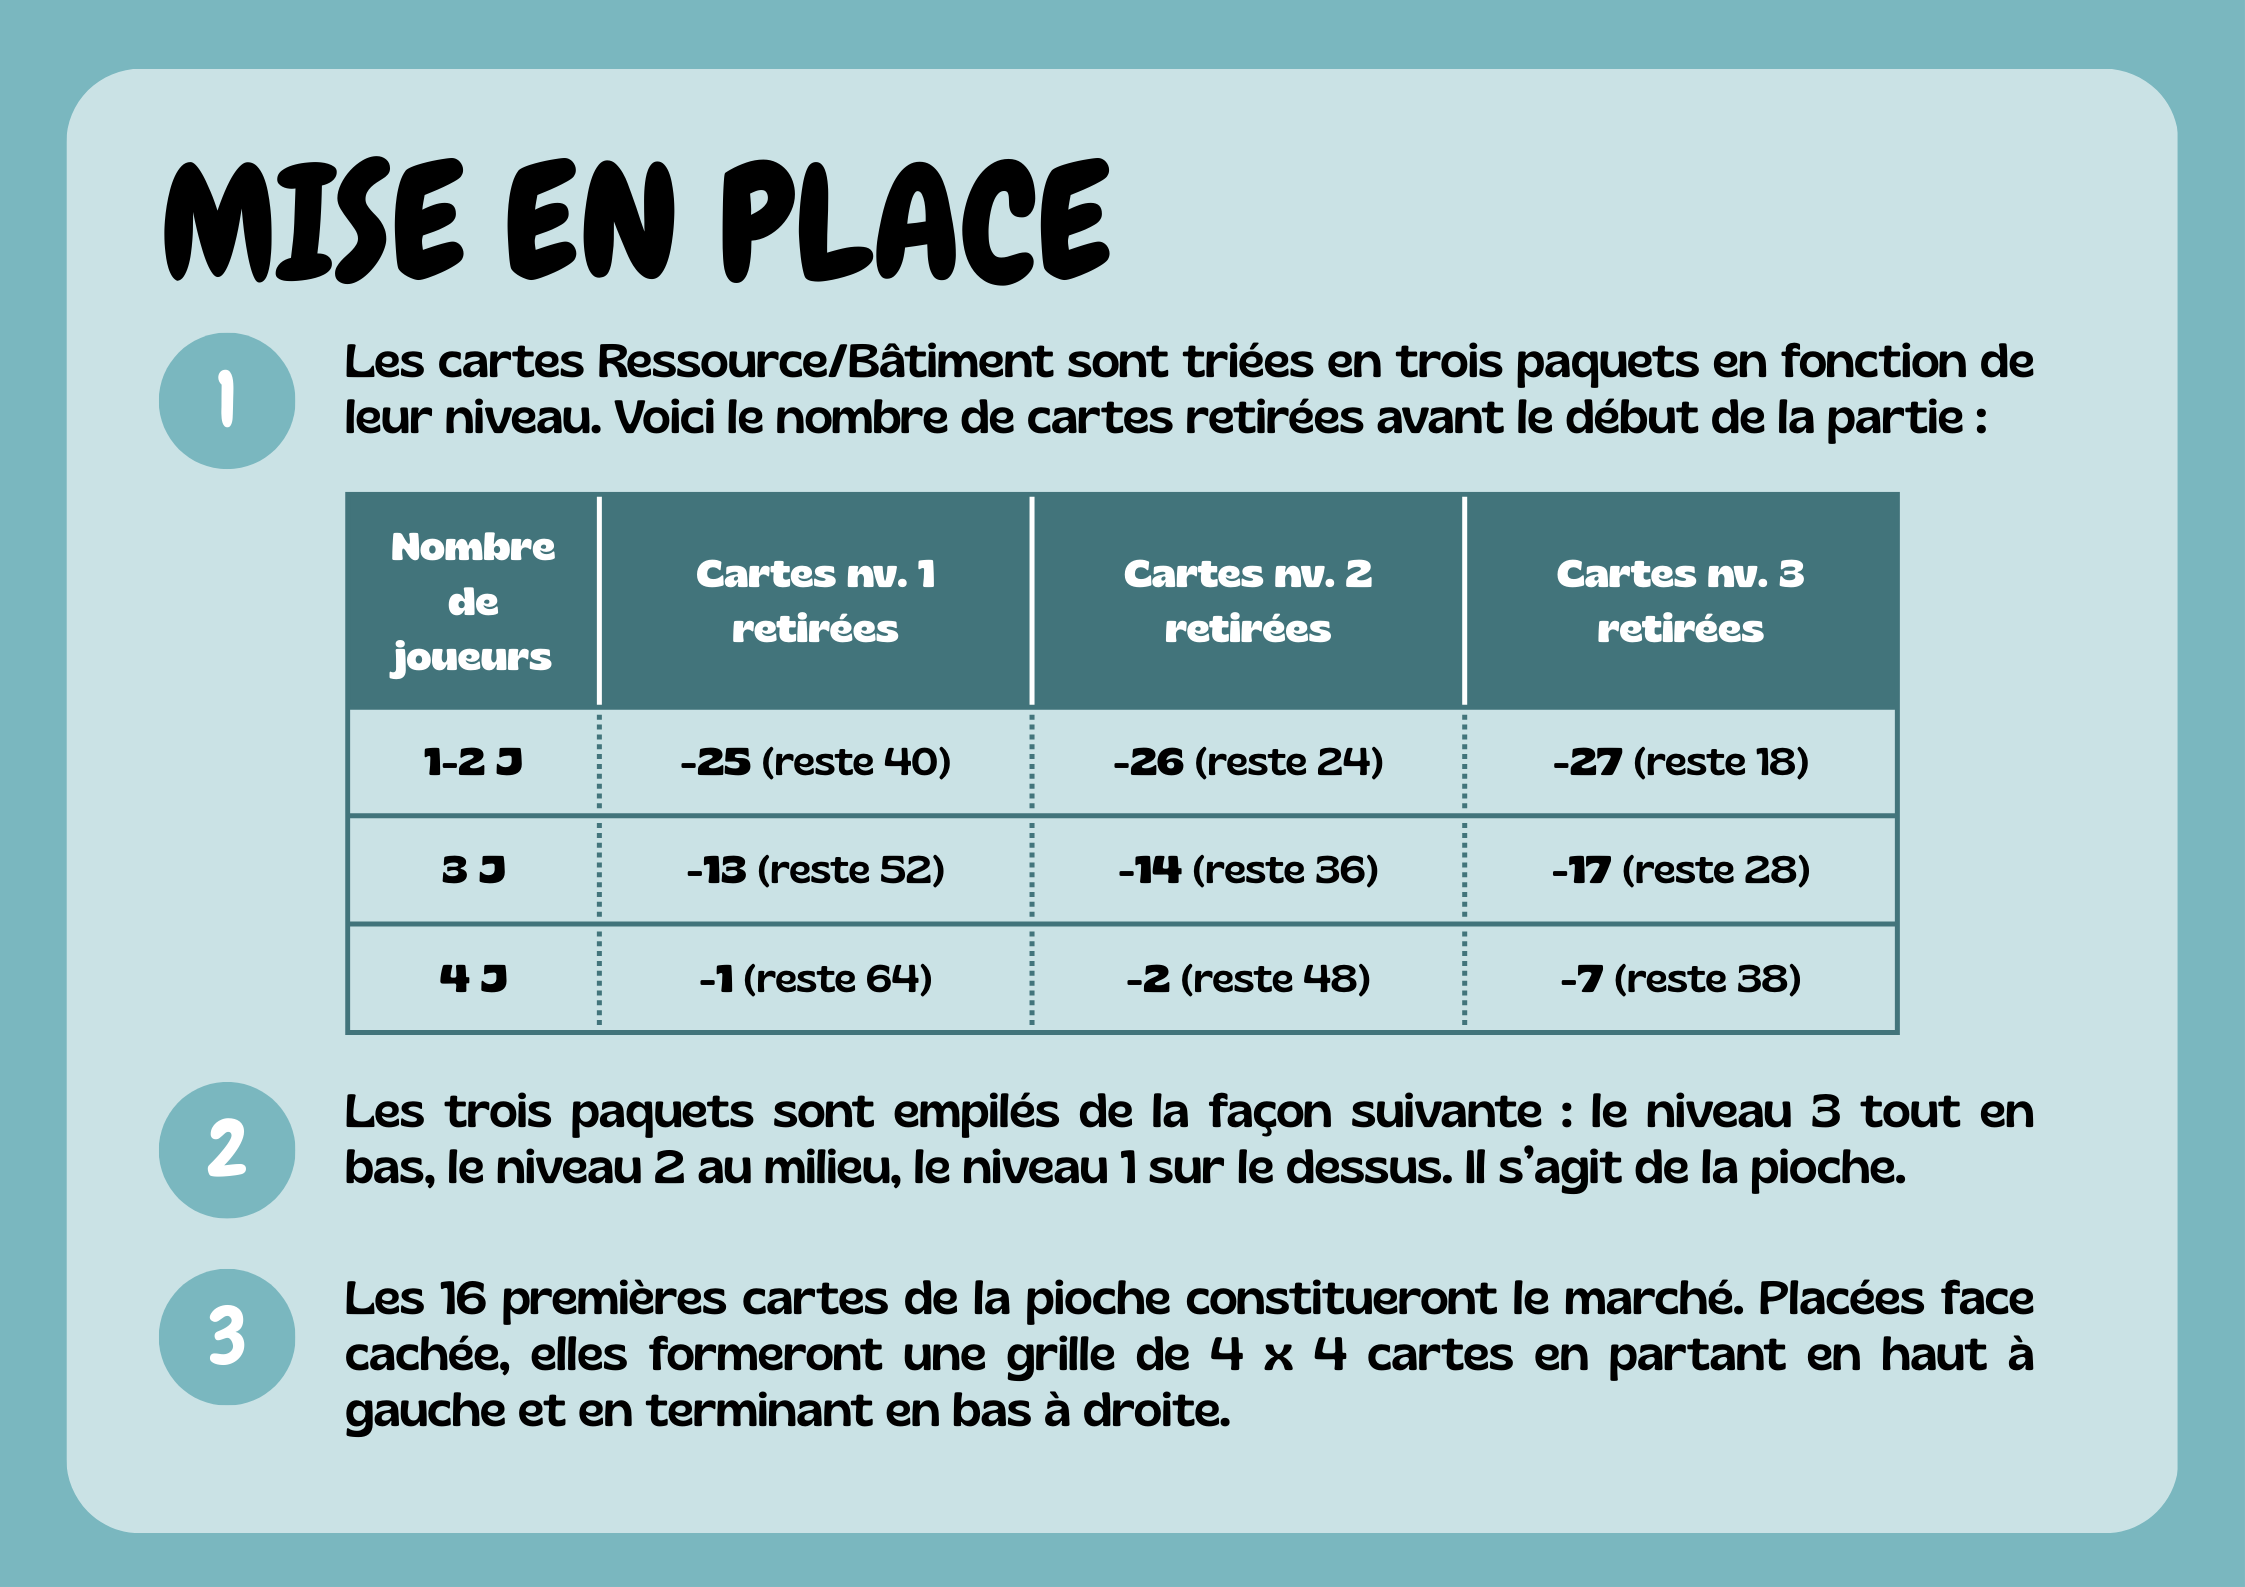 MISE EN PLACE
1
Les cartes Ressource/Bâtiment sont triées en trois paquets en fonction de
leur niveau. Voici le nombre de cartes retirées avant le début de la partie :
Nombre
de
joueurs
Cartes nv. 1
retirées
Cartes nv. 2
retirées
Cartes nv. 3
retirées
1-2 J
-25 (reste 40)
-26 (reste 24)
-27 (reste 18)
3 J
-13 (reste 52)
-14 (reste 36)
-17 (reste 28)
4 J
-1 (reste 64)
-2 (reste 48)
-7 (reste 38)
2
Les trois paquets sont empilés de la façon suivante : le niveau 3 tout en
bas, le niveau 2 au milieu, le niveau 1 sur le dessus. Il s’agit de la pioche.
3
Les 16 premières cartes de la pioche constitueront le marché. Placées face
cachée, elles formeront une grille de 4 x 4 cartes en partant en haut à
gauche et en terminant en bas à droite.